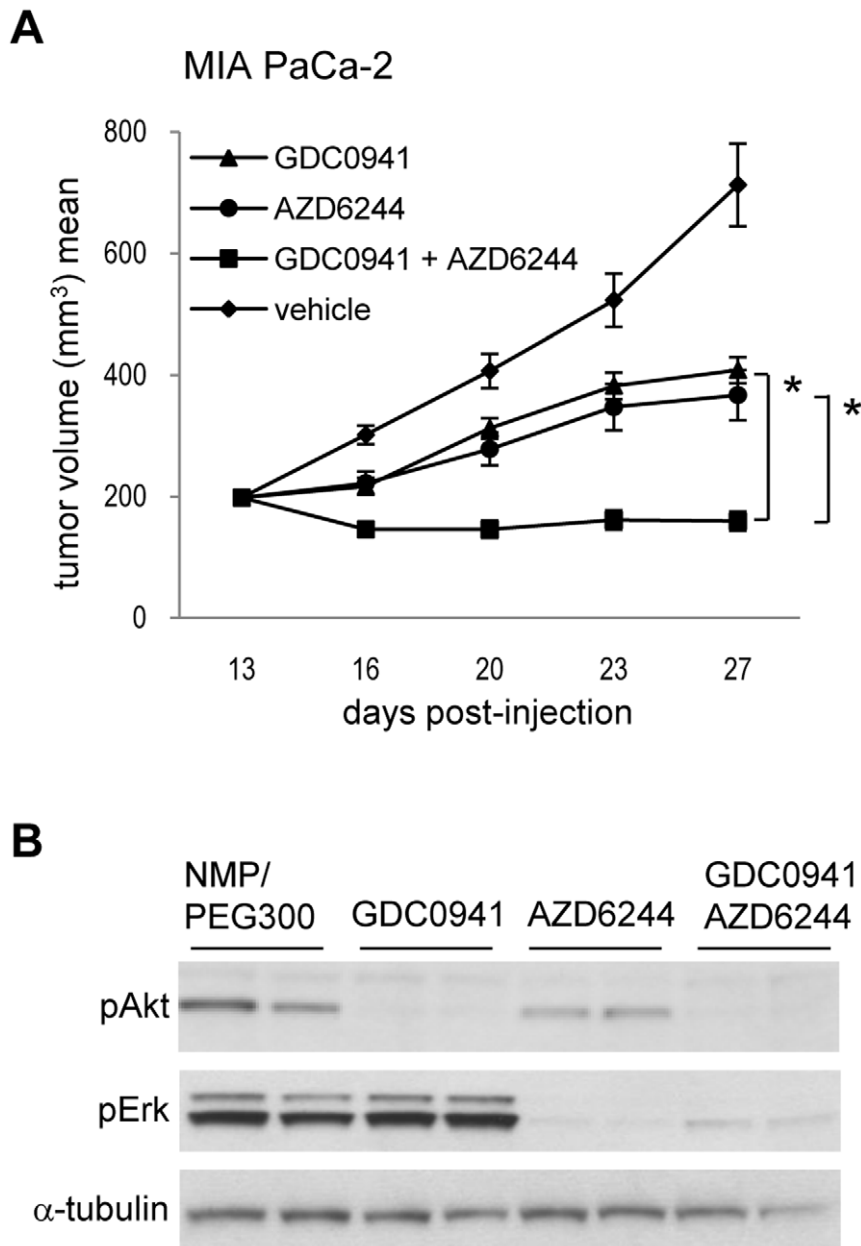 A
MIA PaCa-2
800
600
400
200
0
tumor volume (mm³) mean
GDC0941
AZD6244
GDC0941 + AZD6244
vehicle
*
*
13 16 20 23 27
days post-injection
B
NMP/
PEG300
GDC0941
AZD6244
GDC0941
AZD6244
pAkt
pErk
α-tubulin